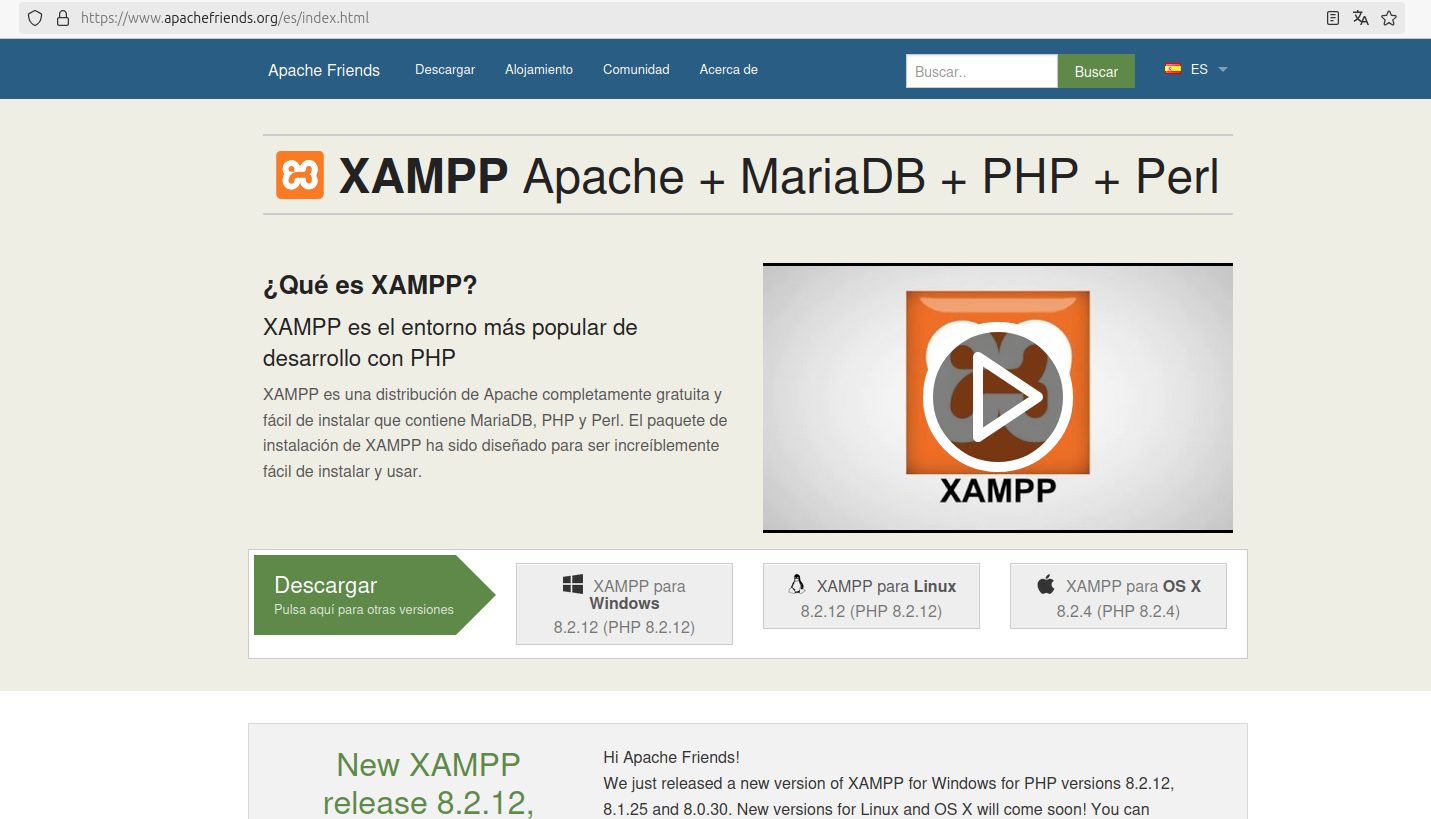 https://www.apachefriends.org/es/index.html
Apache Friends Descargar Alojamiento Comunidad Acerca de Buscar.. Buscar ES
XAMPP Apache + MariaDB + PHP + Perl
¿Qué es XAMPP?
XAMPP es el entorno más popular de
desarrollo con PHP
XAMPP es una distribución de Apache completamente gratuita y
fácil de instalar que contiene MariaDB, PHP y Perl. El paquete de
instalación de XAMPP ha sido diseñado para ser increíblemente
fácil de instalar y usar.
XAMPP
Descargar
Pulsa aquí para otras versiones
XAMPP para
Windows
8.2.12 (PHP 8.2.12)
XAMPP para Linux
8.2.12 (PHP 8.2.12)
XAMPP para OS X
8.2.4 (PHP 8.2.4)
New XAMPP
release 8.2.12,
Hi Apache Friends!
We just released a new version of XAMPP for Windows for PHP versions 8.2.12,
8.1.25 and 8.0.30. New versions for Linux and OS X will come soon! You can